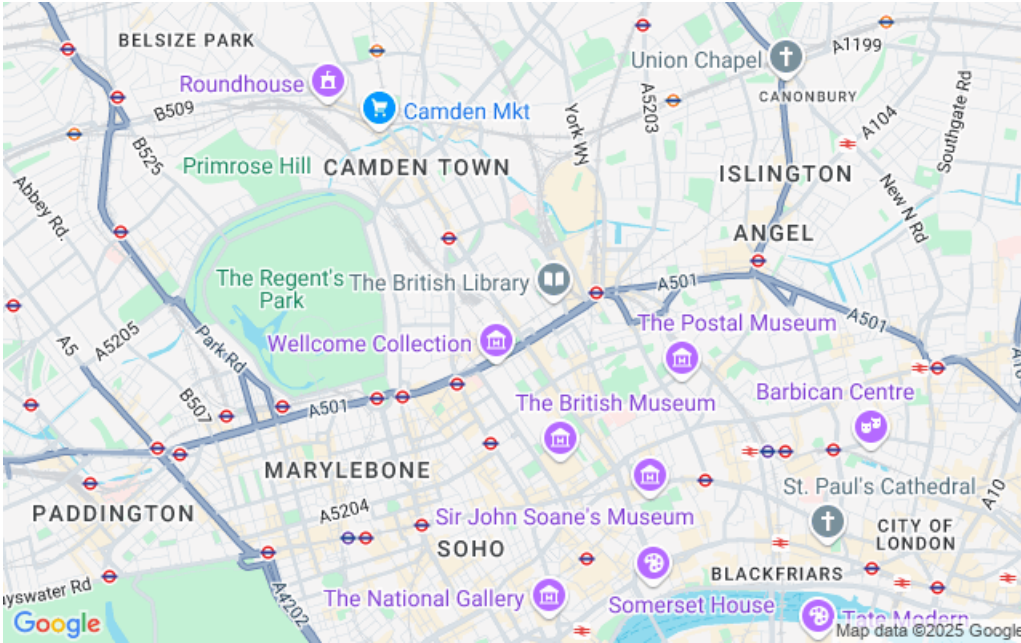 BELSIZE PARK
A1199
Union Chapel
Roundhouse
CANONBURY
Camden Mkt
B509
York WY
A5203
A104
Southgate Rd
B525
Primrose Hill
CAMDEN TOWN
ISLINGTON
Abbey Rd.
New N Rd
ANGEL
The Regent's
Park
The British Library
A501
A501
The Postal Museum
Wellcome Collection
Park Rd
A5205
A5
B507
A501
The British Museum
Barbican Centre
MARYLEBONE
St. Paul's Cathedral
A10
PADDINGTON
A5204
Sir John Soane's Museum
CITY OF
LONDON
SOHO
BLACKFRIARS
yswater Rd
A4202
The National Gallery
Somerset House
Tate Modern
Google
Map data ©2025 Google